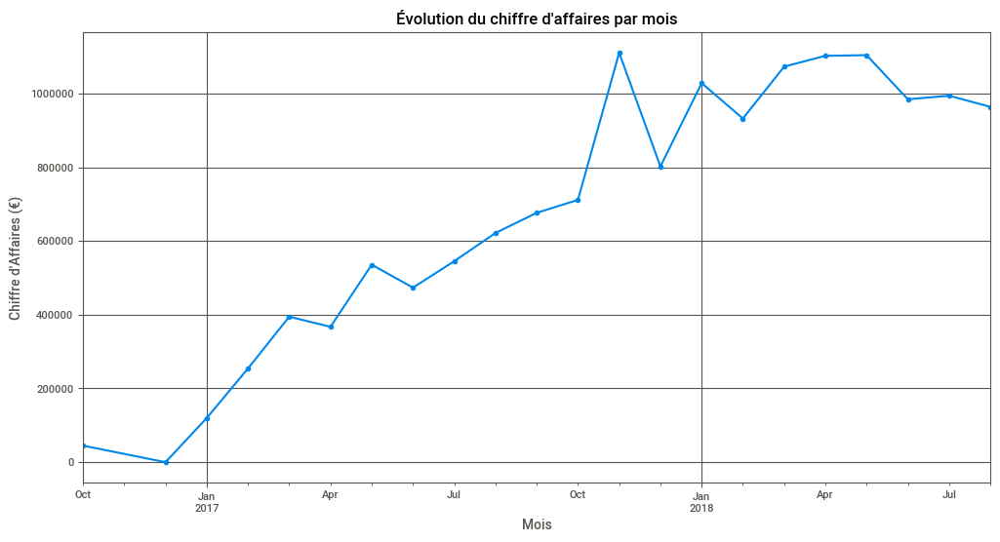 Évolution du chiffre d'affaires par mois
Chiffre d'Affaires (€)
1000000
800000
600000
400000
200000
0
Oct
Jan
2017
Apr
Jul
Oct
Jan
2018
Apr
Jul
Mois